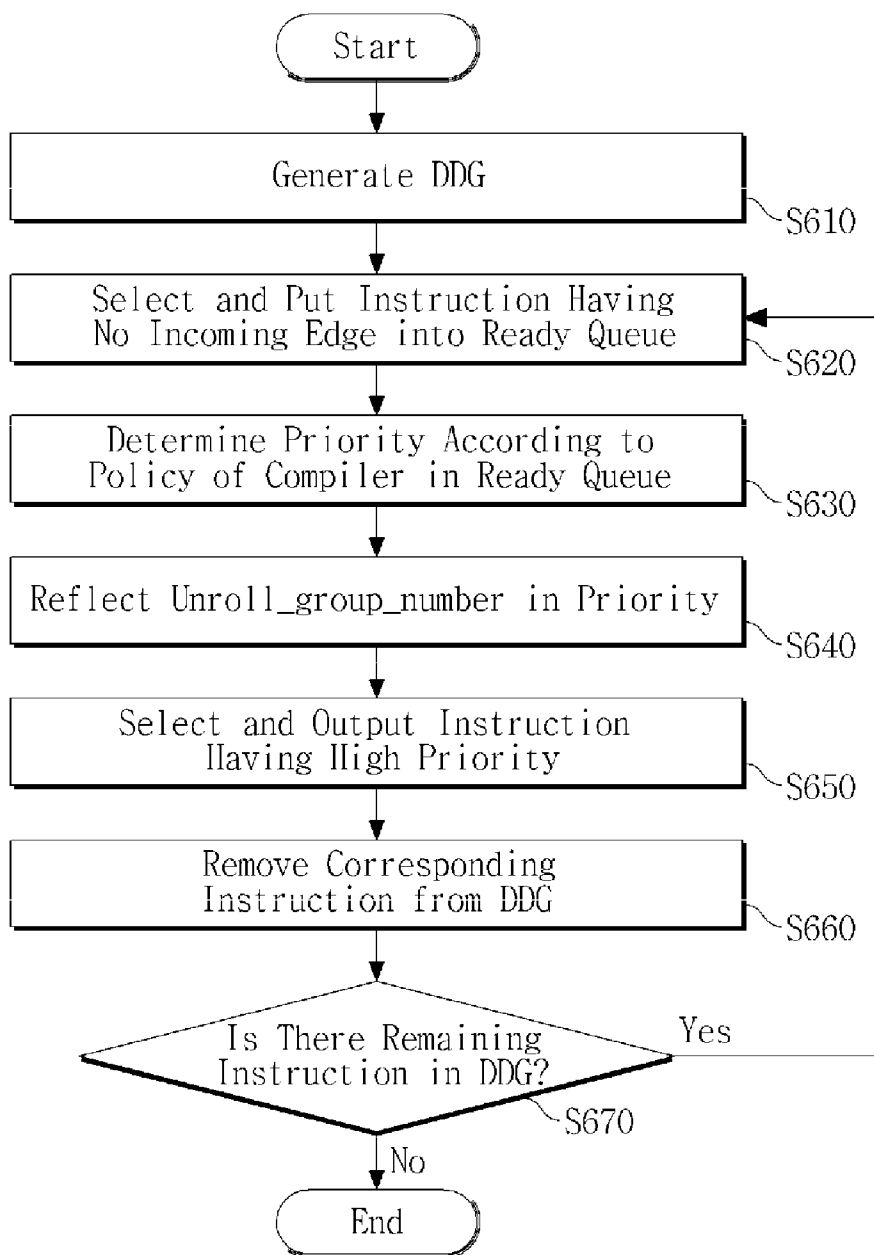 Start
Generate DDG
S610
Select and Put Instruction Having
No Incoming Edge into Ready Queue
S620
Determine Priority According to
Policy of Compiler in Ready Queue
S630
Reflect Unroll_group_number in Priority
S640
Select and Output Instruction
Having High Priority
S650
Remove Corresponding
Instruction from DDG
S660
Is There Remaining
Instruction in DDG?
Yes
S670
No
End